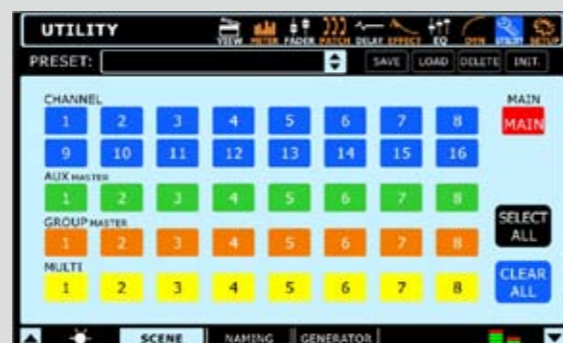 UTILITY
VIEW METER FADER PATCH DELAY EFFECT EQ DYN UTILITY SETUP
PRESET: SAVE LOAD DELETE INIT.
CHANNEL MAIN
1 2 3 4 5 6 7 8 MAIN
9 10 11 12 13 14 15 16
AUX MASTER
1 2 3 4 5 6 7 8
GROUP MASTER
1 2 3 4 5 6 7 8
SELECT ALL
MULTI
1 2 3 4 5 6 7 8
CLEAR ALL
SCENE NAMING GENERATOR